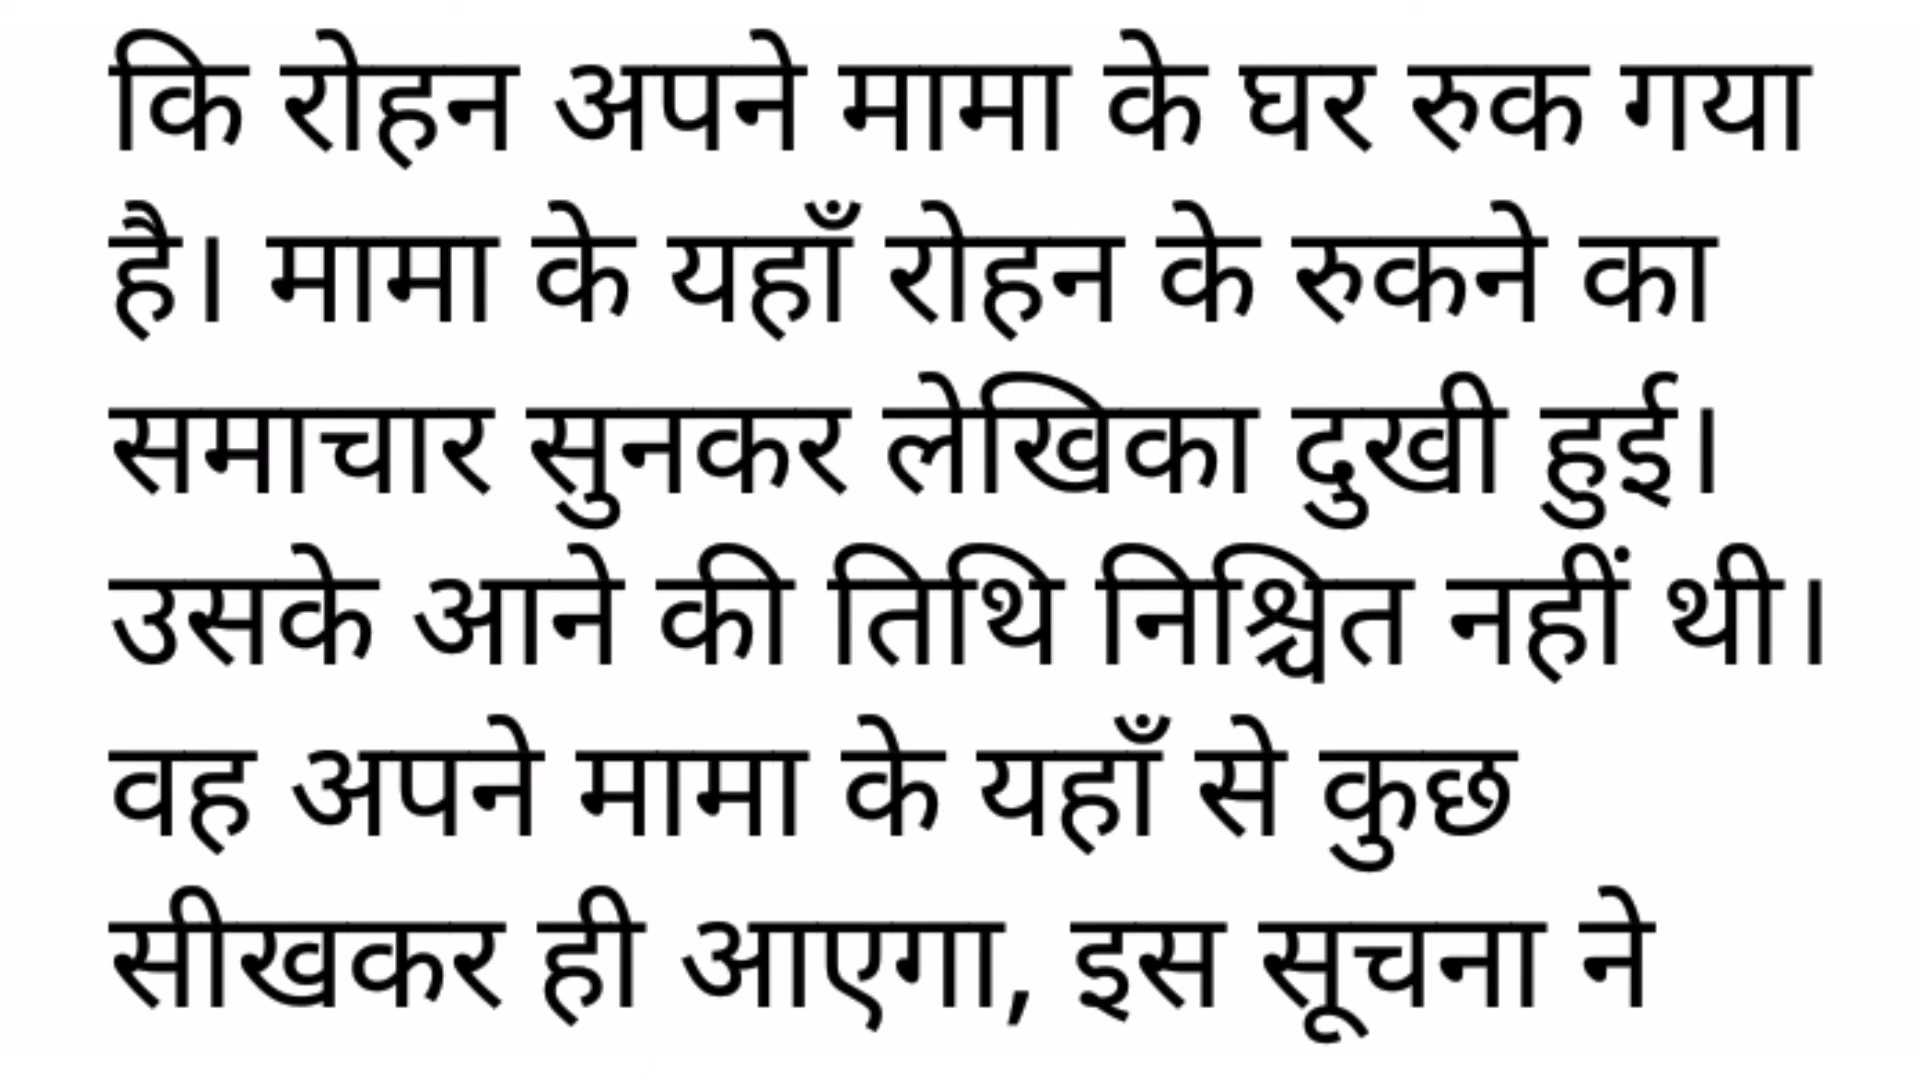 कि रोहन अपने मामा के घर रुक गया
है। मामा के यहाँ रोहन के रुकने का
समाचार सुनकर लेखिका दुखी हुई।
उसके आने की तिथि निश्चित नहीं थी।
वह अपने मामा के यहाँ से कुछ
सीखकर ही आएगा, इस सूचना ने